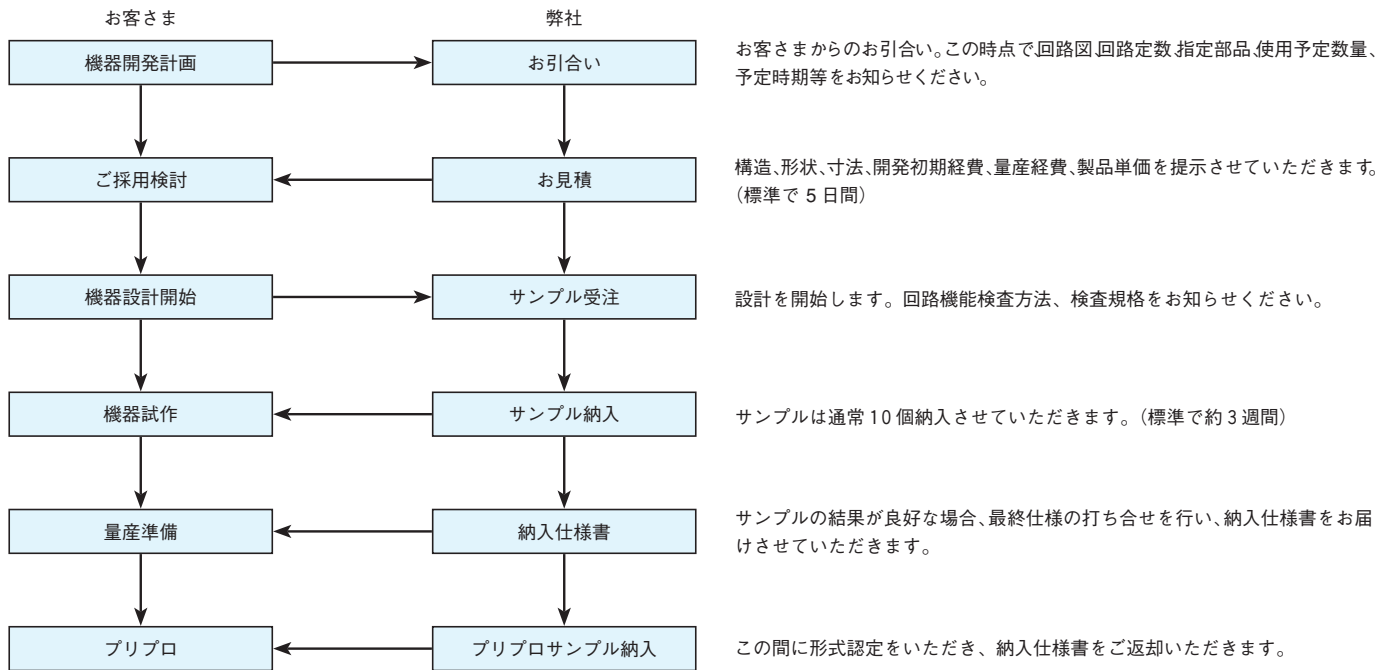 お客さま
弊社
機器開発計画
お引合い
お客さまからのお引合い。この時点で、回路図、回路定数、指定部品、使用予定数量、
予定時期等をお知らせください。
ご採用検討
お見積
構造、形状、寸法、開発初期経費、量産経費、製品単価を提示させていただきます。
（標準で 5 日間）
機器設計開始
サンプル受注
設計を開始します。回路機能検査方法、検査規格をお知らせください。
機器試作
サンプル納入
サンプルは通常 10 個納入させていただきます。（標準で約 3 週間）
量産準備
納入仕様書
サンプルの結果が良好な場合、最終仕様の打ち合せを行い、納入仕様書をお届
けさせていただきます。
プリプロ
プリプロサンプル納入
この間に形式認定をいただき、納入仕様書をご返却いただきます。